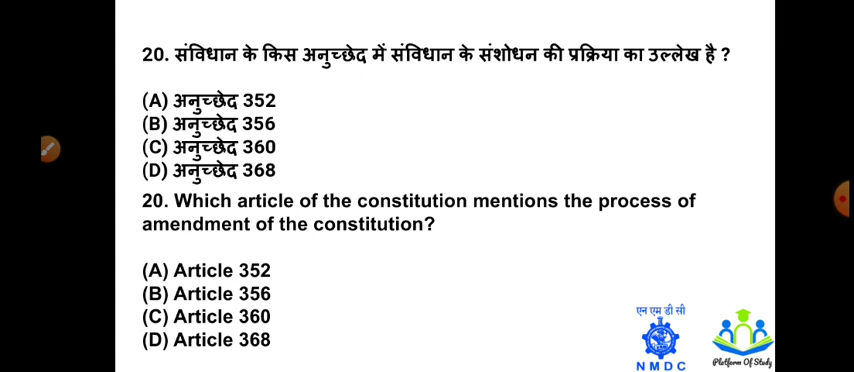 20. संविधान के किस अनुच्छेद में संविधान के संशोधन की प्रक्रिया का उल्लेख है ?
(A) अनुच्छेद 352
(B) अनुच्छेद 356
(C) अनुच्छेद 360
(D) अनुच्छेद 368
20. Which article of the constitution mentions the process of
amendment of the constitution?
(A) Article 352
(B) Article 356
(C) Article 360
(D) Article 368
एन एम डी सी
NMDC
Platform Of Study